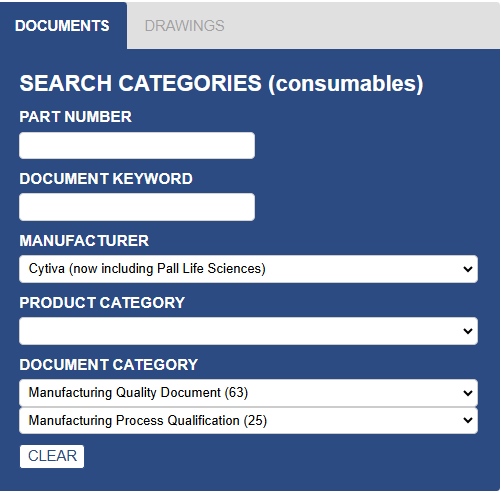 DOCUMENTS DRAWINGS
SEARCH CATEGORIES (consumables)
PART NUMBER
DOCUMENT KEYWORD
MANUFACTURER
Cytiva (now including Pall Life Sciences)
PRODUCT CATEGORY
DOCUMENT CATEGORY
Manufacturing Quality Document (63)
Manufacturing Process Qualification (25)
CLEAR